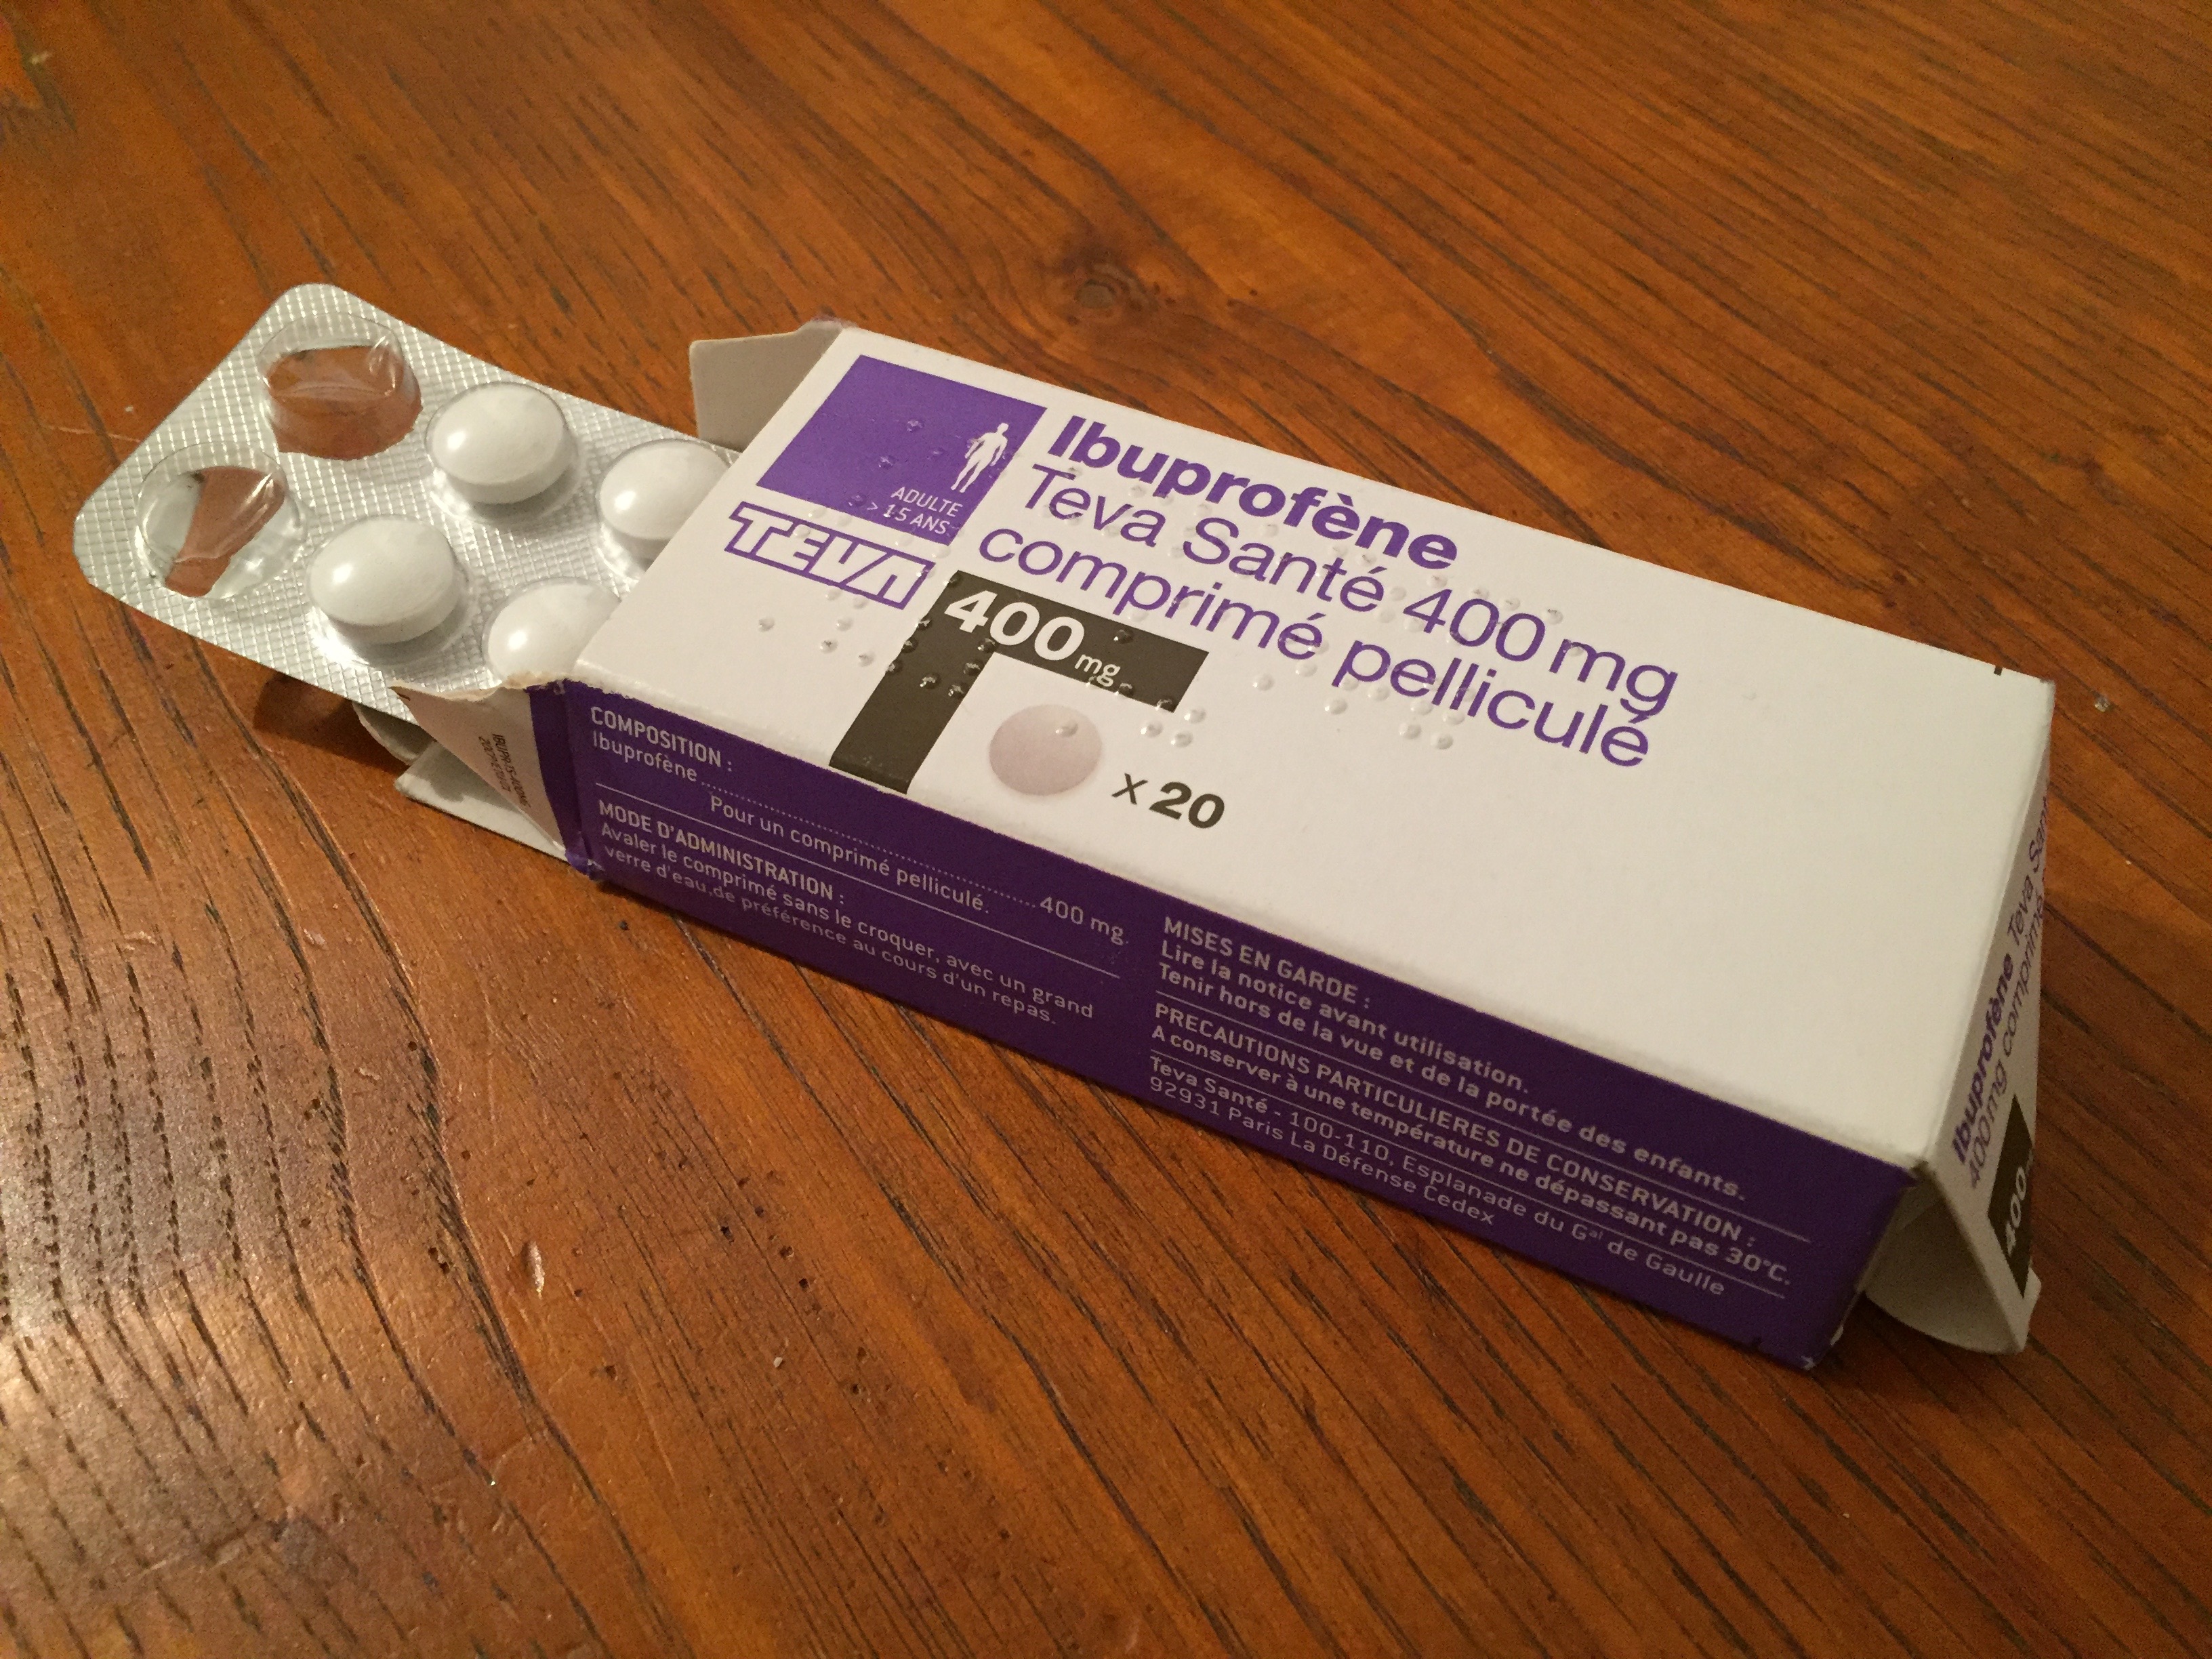 ADULTE
> 15 ANS
TEVA
Ibuprofène
Teva Santé 400 mg
comprimé pelliculé
400 mg
x 20
COMPOSITION :
Ibuprofène ........ 400 mg
Pour un comprimé pelliculé.
MODE D'ADMINISTRATION :
Avaler le comprimé sans le croquer, avec un grand
verre d'eau,de préférence au cours d'un repas.
MISES EN GARDE :
Lire la notice avant utilisation.
Tenir hors de la vue et de la portée des enfants.
PRECAUTIONS PARTICULIERES DE CONSERVATION :
A conserver à une température ne dépassant pas 30°C.
Teva Santé - 100-110, Esplanade du Gal de Gaulle
92931 Paris La Défense Cedex
Ibuprofène Teva
400 mg comprimé
400